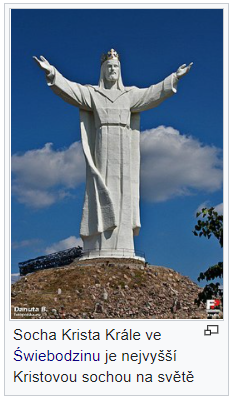 Danuta B.
Socha Krista Krále ve
Świebodzinu je nejvyšší
Kristovou sochou na světě